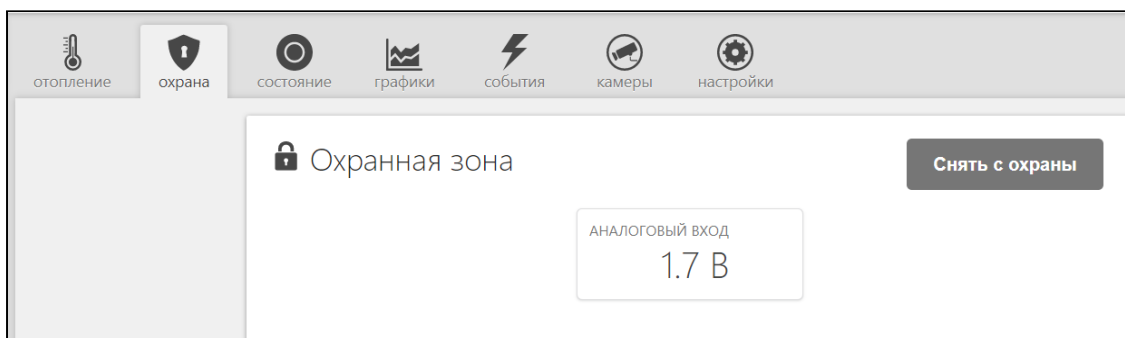 отопление охрана состояние графики события камеры настройки
Охранная зона
Снять с охраны
АНАЛОГОВЫЙ ВХОД
1.7 В